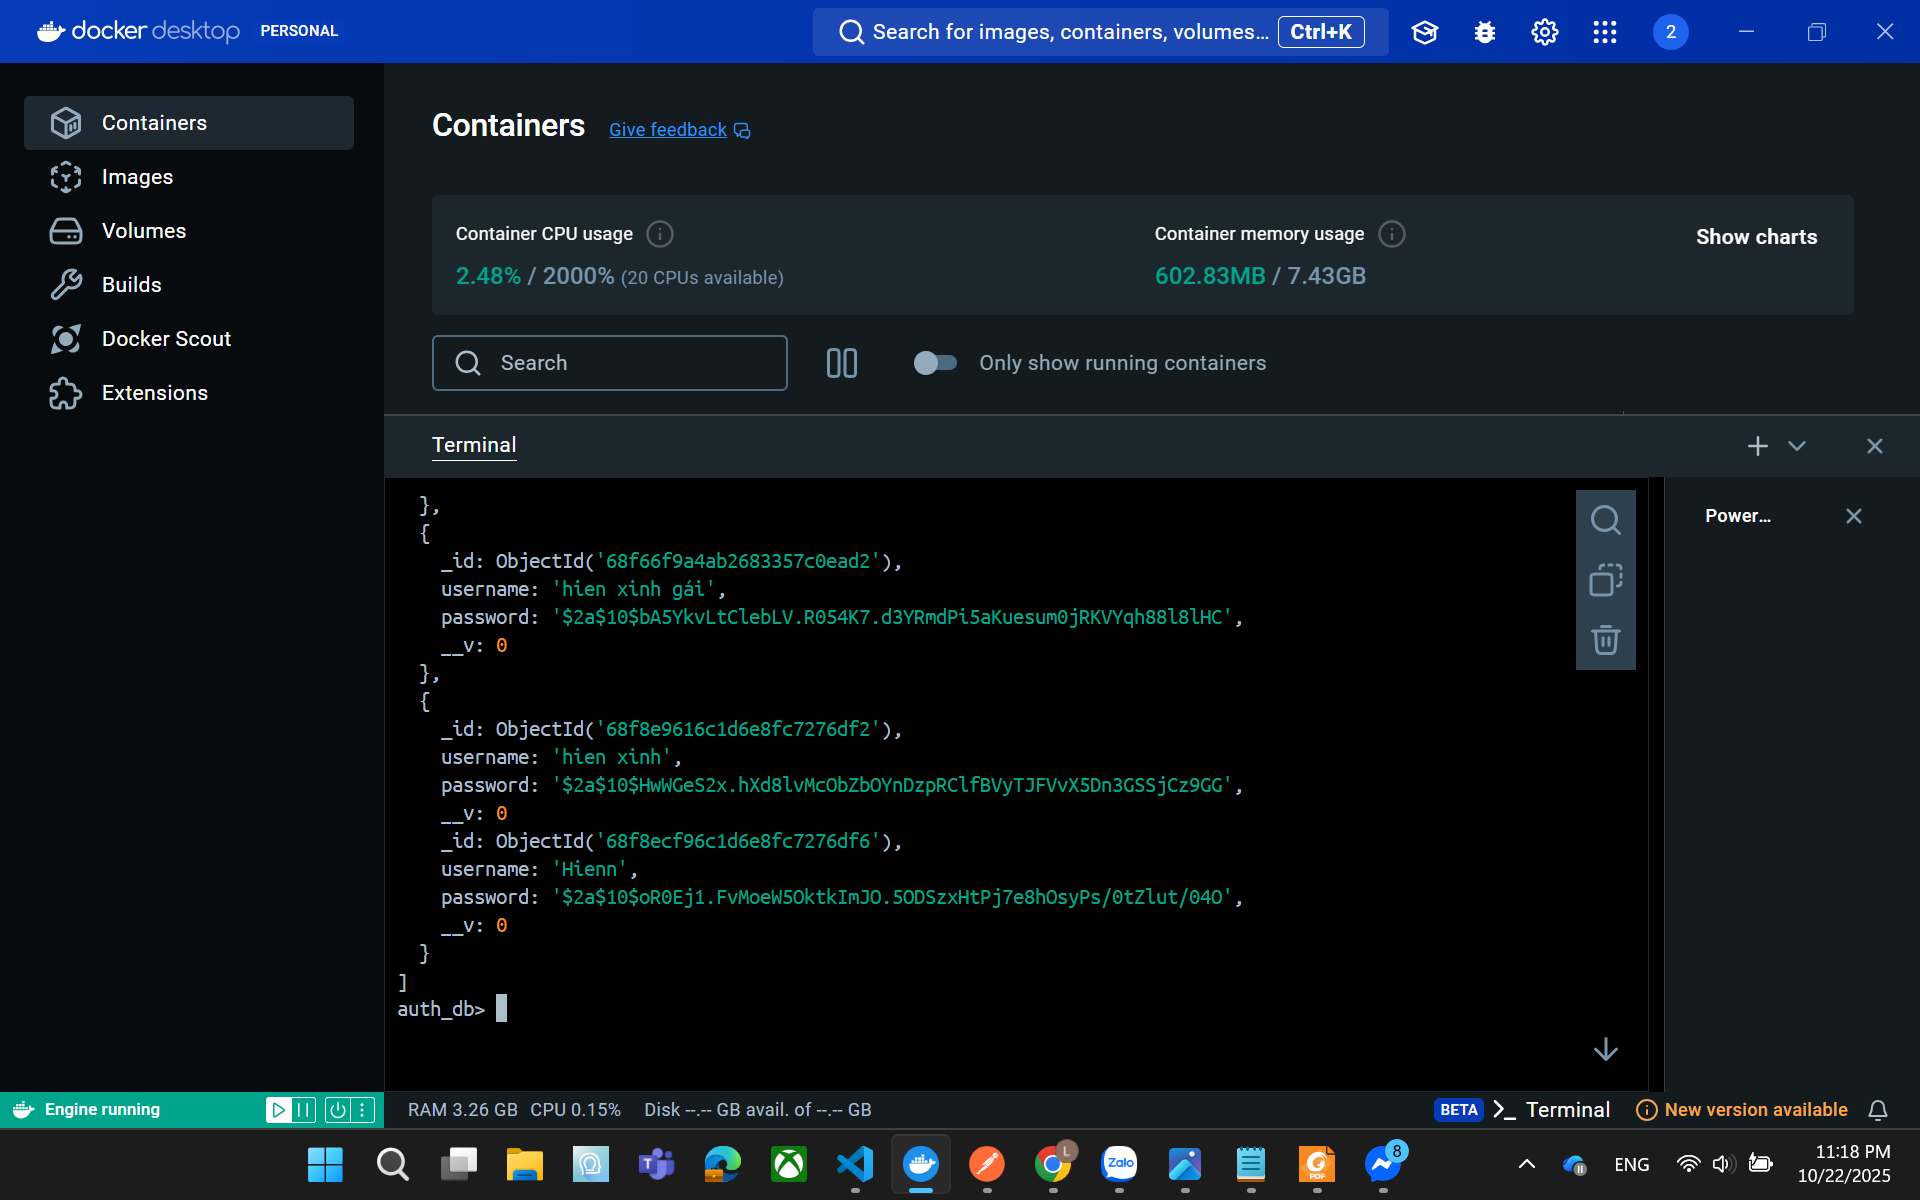 docker desktop PERSONAL
Search for images, containers, volumes... Ctrl+K
2
Containers
Images
Volumes
Builds
Docker Scout
Extensions
Containers Give feedback
Container CPU usage
2.48% / 2000% (20 CPUs available)
Container memory usage
602.83MB / 7.43GB
Show charts
Search
Only show running containers
Terminal
Power...
},
{
_id: ObjectId('68f66f9a4ab2683357c0ead2'),
username: 'hien xinh gái',
password: '$2a$10$bA5YkvLtClebLV.R054K7.d3YRmdPi5aKuesum0jRKVYqh88l8lHC',
__v: 0
},
{
_id: ObjectId('68f8e9616c1d6e8fc7276df2'),
username: 'hien xinh',
password: '$2a$10$HwWGeS2x.hXd8lvMcObZbOYnDzpRClfBVyTJFVvX5Dn3GSSjCz9GG',
__v: 0
_id: ObjectId('68f8ecf96c1d6e8fc7276df6'),
username: 'Hienn',
password: '$2a$10$oR0Ej1.FvMoeW5OktkImJO.5ODSzxHtPj7e8hOsyPs/0tZlut/04O',
__v: 0
}
]
auth_db>
Engine running
RAM 3.26 GB CPU 0.15% Disk --.-- GB avail. of --.-- GB
BETA Terminal
New version available
L
Zalo
PDF
8
ENG
11:18 PM
10/22/2025